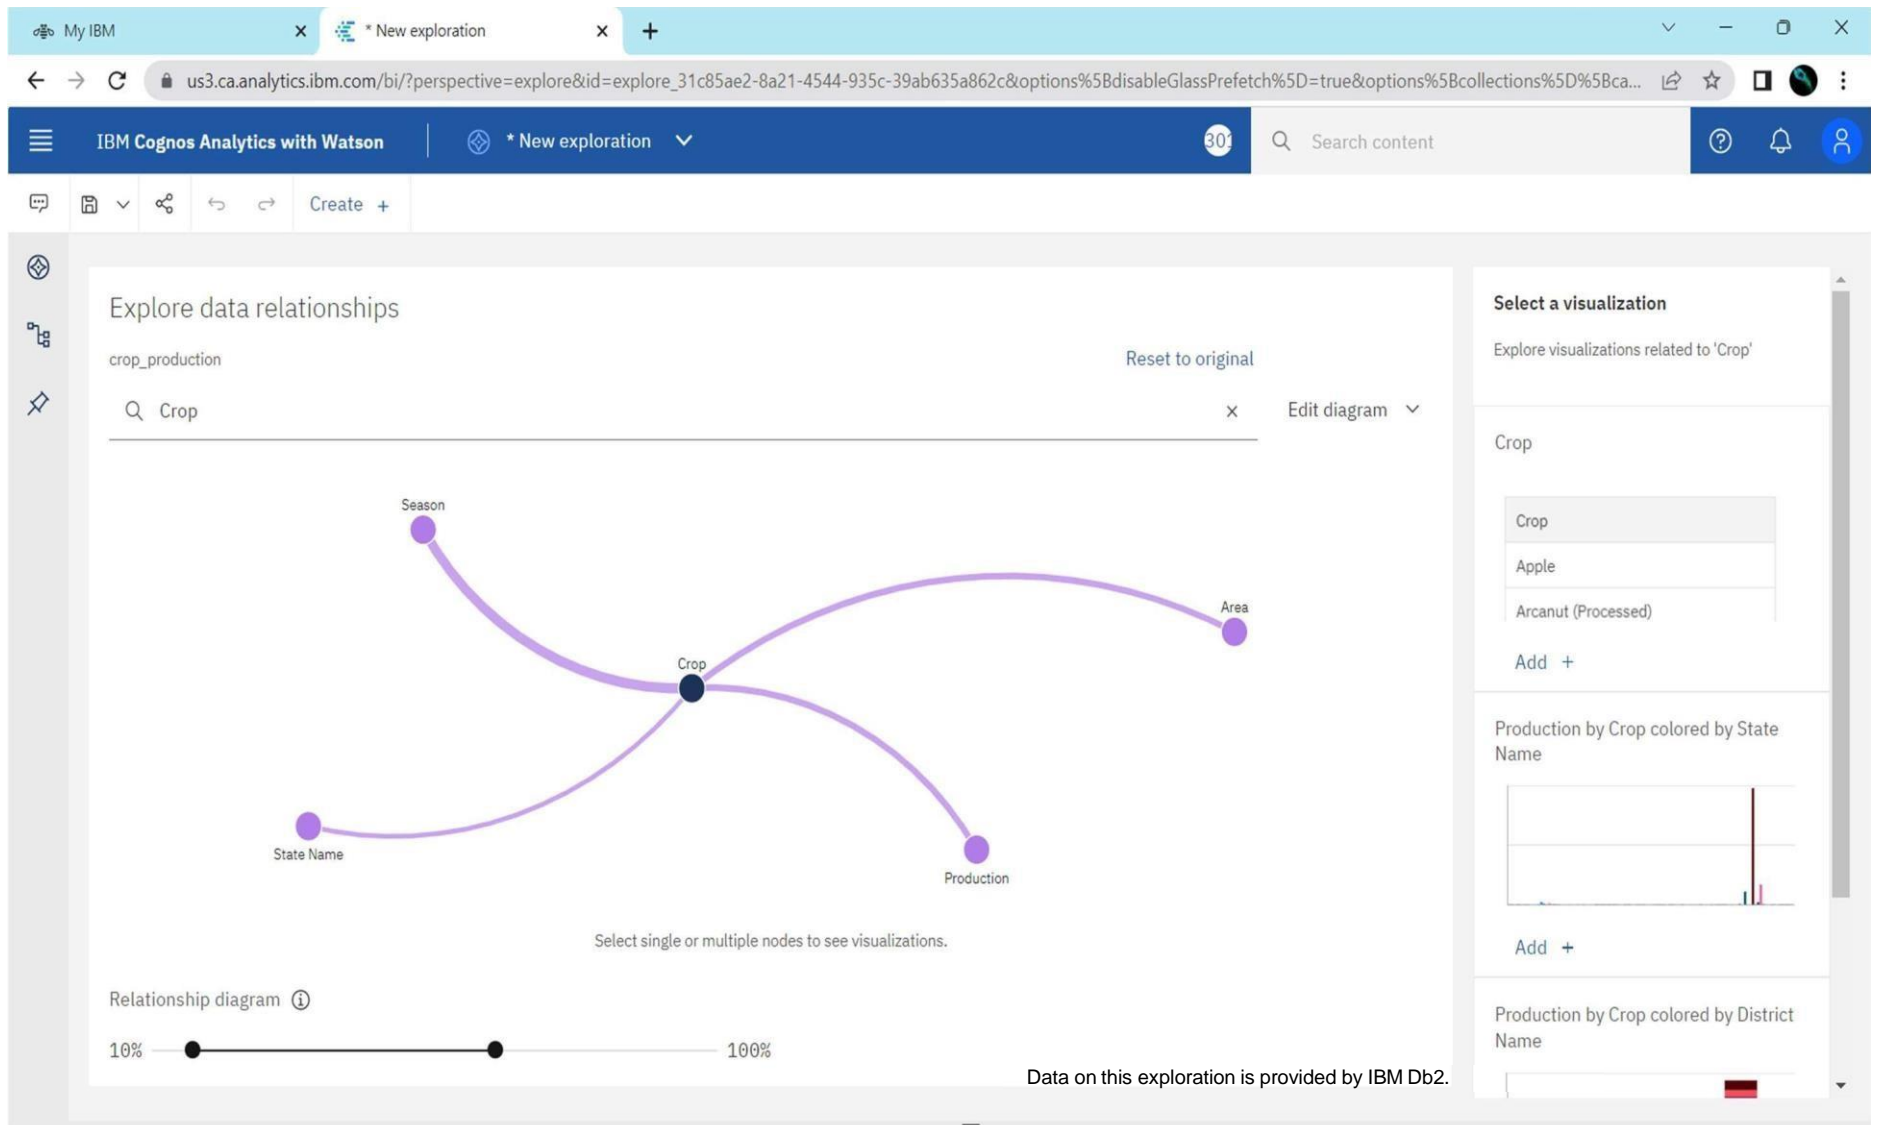 My IBM
* New exploration
us3.ca.analytics.ibm.com/bi/?perspective=explore&id=explore_31c85ae2-8a21-4544-935c-39ab635a862c&options%5BdisableGlassPrefetch%5D=true&options%5Bcollections%5D%5Bca...
IBM Cognos Analytics with Watson
* New exploration
Search content
Create +
Explore data relationships
crop_production
Reset to original
Crop
Edit diagram
Season
Area
Crop
State Name
Production
Select single or multiple nodes to see visualizations.
Relationship diagram
10%
100%
Data on this exploration is provided by IBM Db2.
Select a visualization
Explore visualizations related to 'Crop'
Crop
Crop
Apple
Arcanut (Processed)
Add +
Production by Crop colored by State
Name
Add +
Production by Crop colored by District
Name